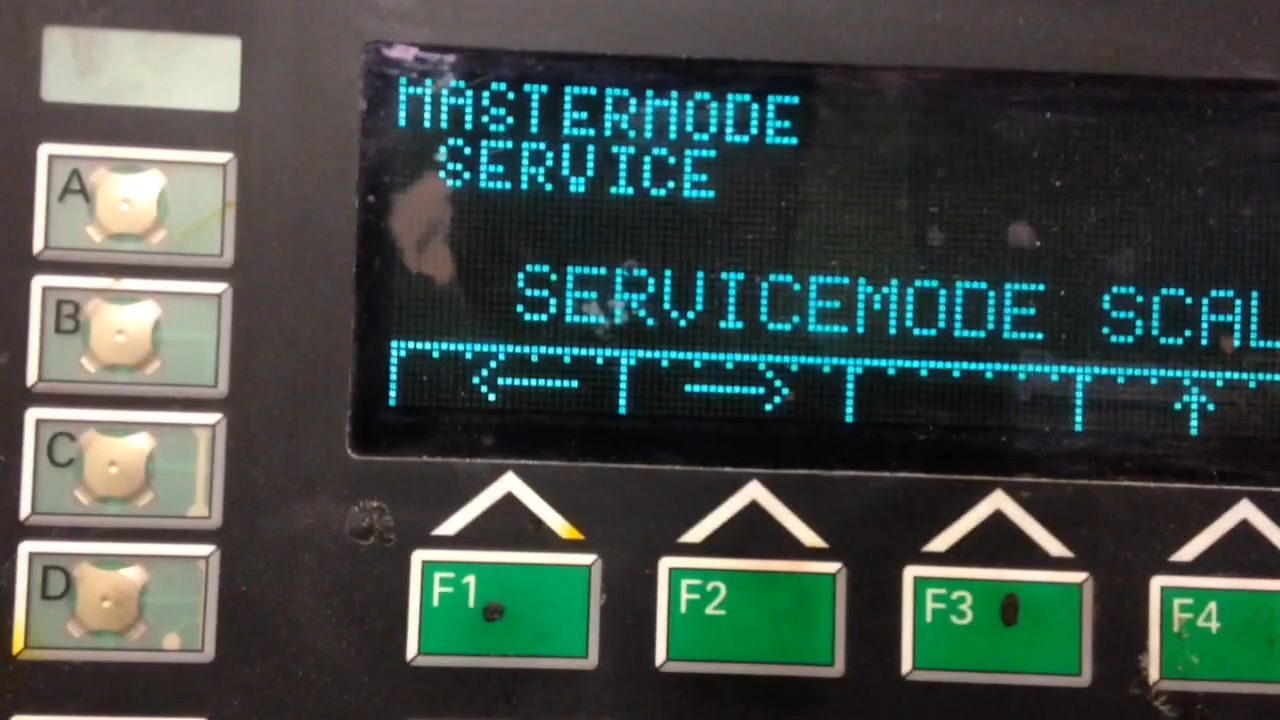 MASTERMODE
SERVICE
SERVICEMODE SCAL
← → ↑
A
B
C
D
F1 F2 F3 F4